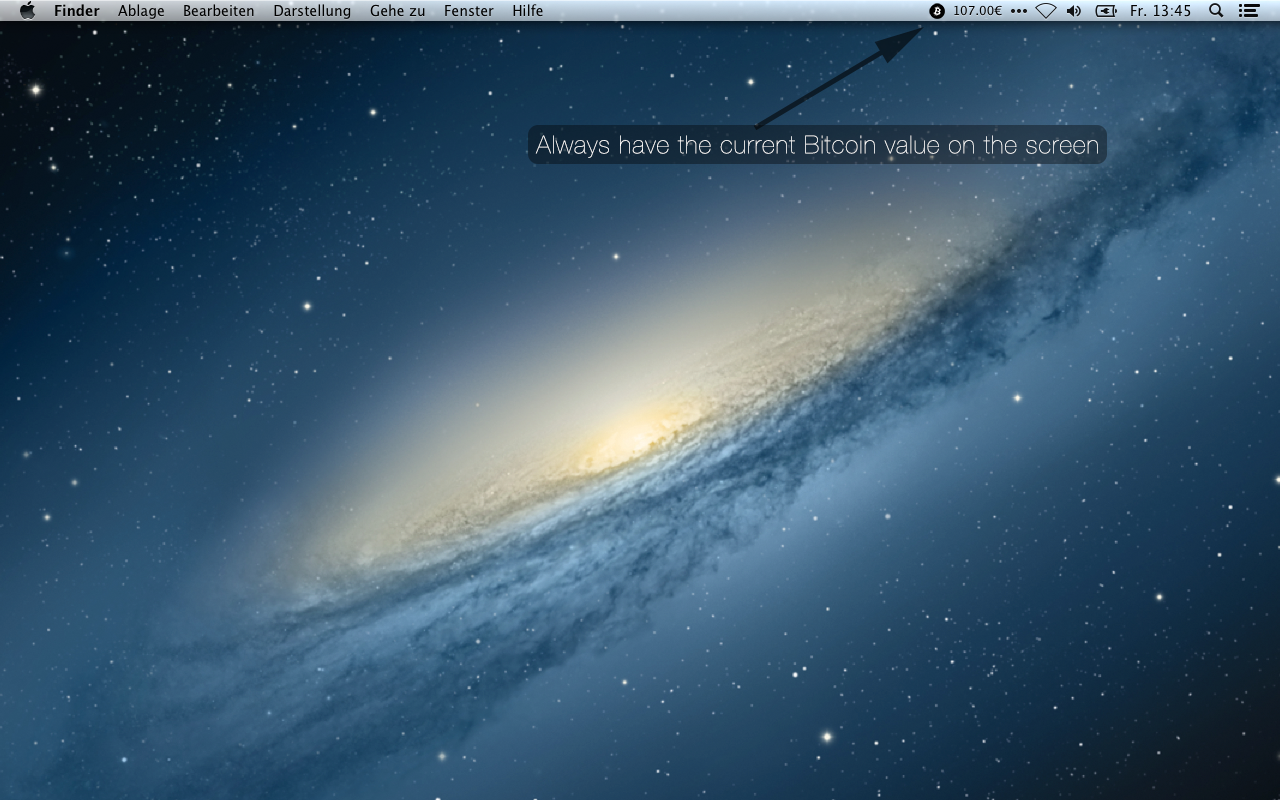 Finder Ablage Bearbeiten Darstellung Gehe zu Fenster Hilfe 107.00€ Fr. 13:45
Always have the current Bitcoin value on the screen